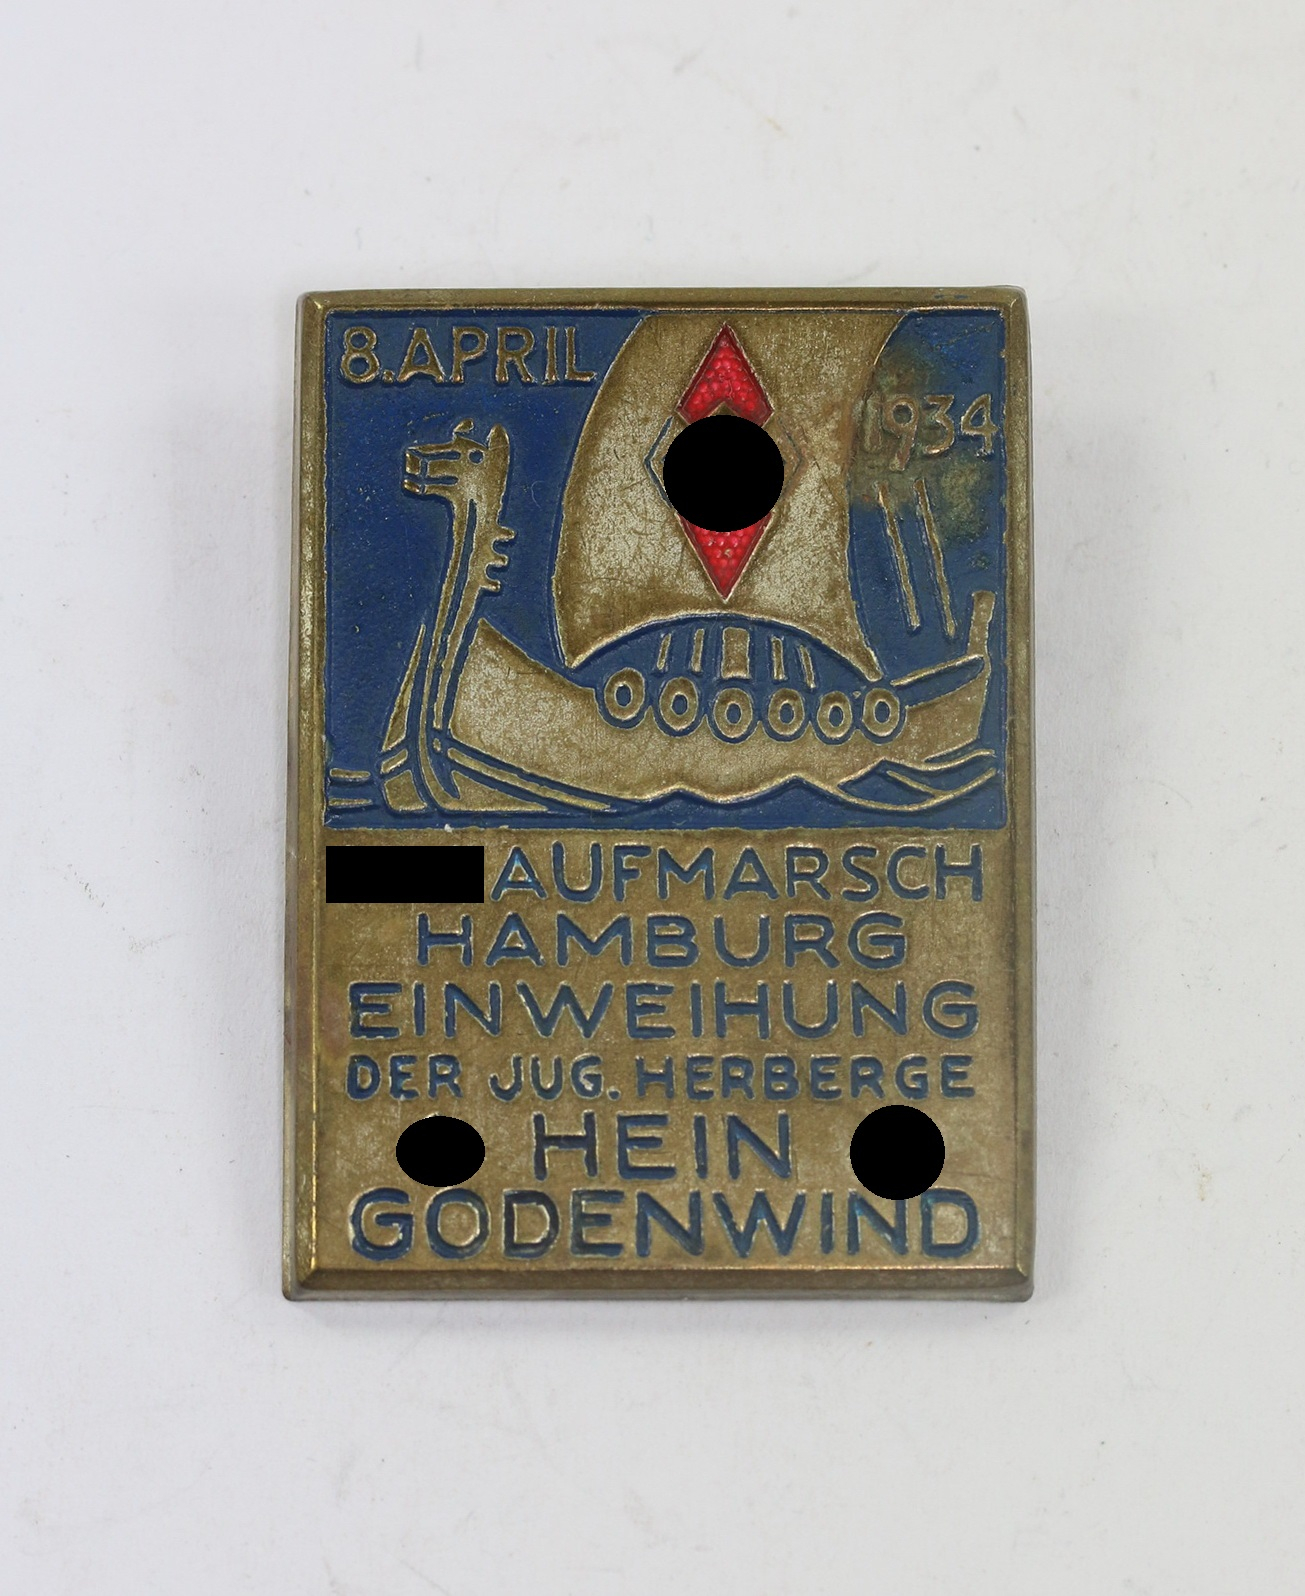 8.APRIL
1934
AUFMARSCH
HAMBURG
EINWEIHUNG
DER JUG. HERBERGE
HEIN
GODENWIND